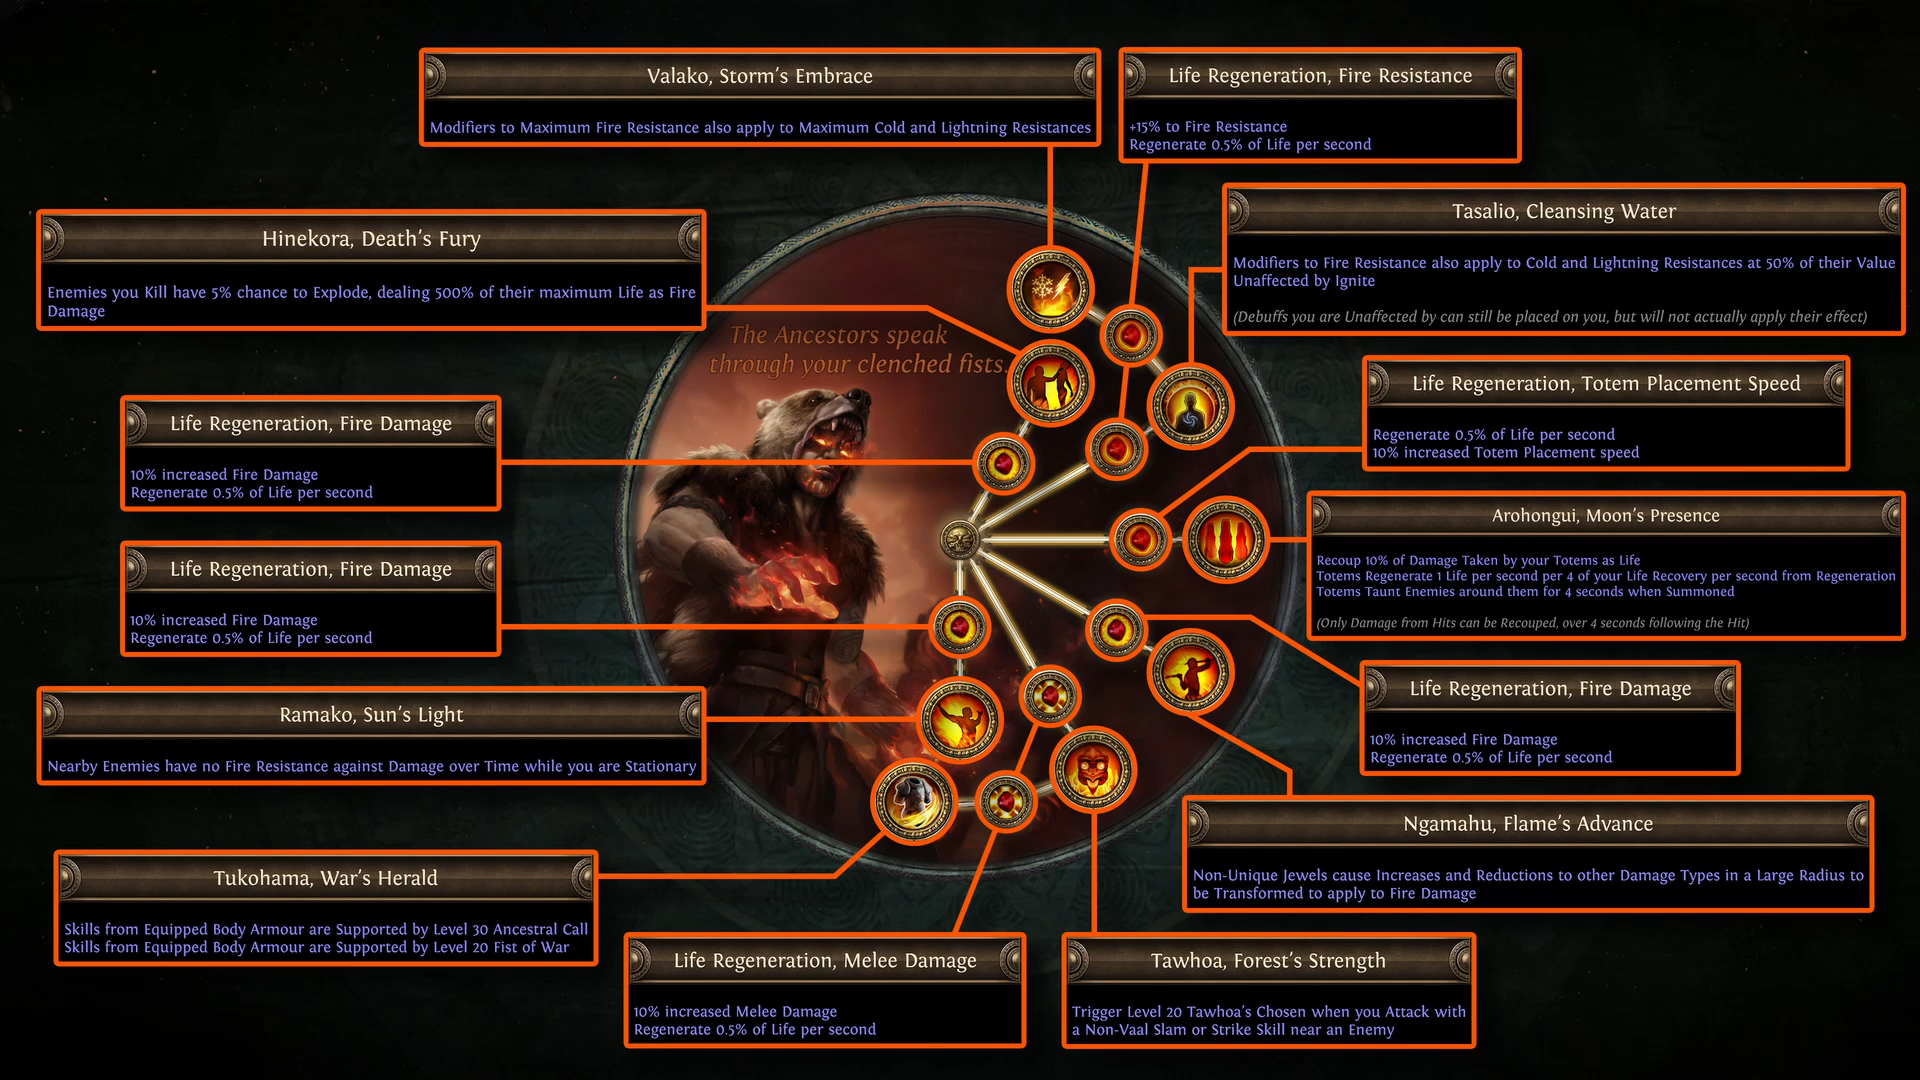 Valako, Storm's Embrace
Modifiers to Maximum Fire Resistance also apply to Maximum Cold and Lightning Resistances
Life Regeneration, Fire Resistance
+15% to Fire Resistance
Regenerate 0.5% of Life per second
Hinekora, Death's Fury
Enemies you Kill have 5% chance to Explode, dealing 500% of their maximum Life as Fire
Damage
Tasalio, Cleansing Water
Modifiers to Fire Resistance also apply to Cold and Lightning Resistances at 50% of their Value
Unaffected by Ignite
(Debuffs you are Unaffected by can still be placed on you, but will not actually apply their effect)
The Ancestors speak
through your clenched fists.
Life Regeneration, Fire Damage
10% increased Fire Damage
Regenerate 0.5% of Life per second
Life Regeneration, Totem Placement Speed
Regenerate 0.5% of Life per second
10% increased Totem Placement speed
Arohongui, Moon's Presence
Recoup 10% of Damage Taken by your Totems as Life
Totems Regenerate 1 Life per second per 4 of your Life Recovery per second from Regeneration
Totems Taunt Enemies around them for 4 seconds when Summoned
(Only Damage from Hits can be Recouped, over 4 seconds following the Hit)
Life Regeneration, Fire Damage
10% increased Fire Damage
Regenerate 0.5% of Life per second
Life Regeneration, Fire Damage
10% increased Fire Damage
Regenerate 0.5% of Life per second
Ramako, Sun's Light
Nearby Enemies have no Fire Resistance against Damage over Time while you are Stationary
Ngamahu, Flame's Advance
Non-Unique Jewels cause Increases and Reductions to other Damage Types in a Large Radius to
be Transformed to apply to Fire Damage
Tukohama, War's Herald
Skills from Equipped Body Armour are Supported by Level 30 Ancestral Call
Skills from Equipped Body Armour are Supported by Level 20 Fist of War
Life Regeneration, Melee Damage
10% increased Melee Damage
Regenerate 0.5% of Life per second
Tawhoa, Forest's Strength
Trigger Level 20 Tawhoa's Chosen when you Attack with
a Non-Vaal Slam or Strike Skill near an Enemy